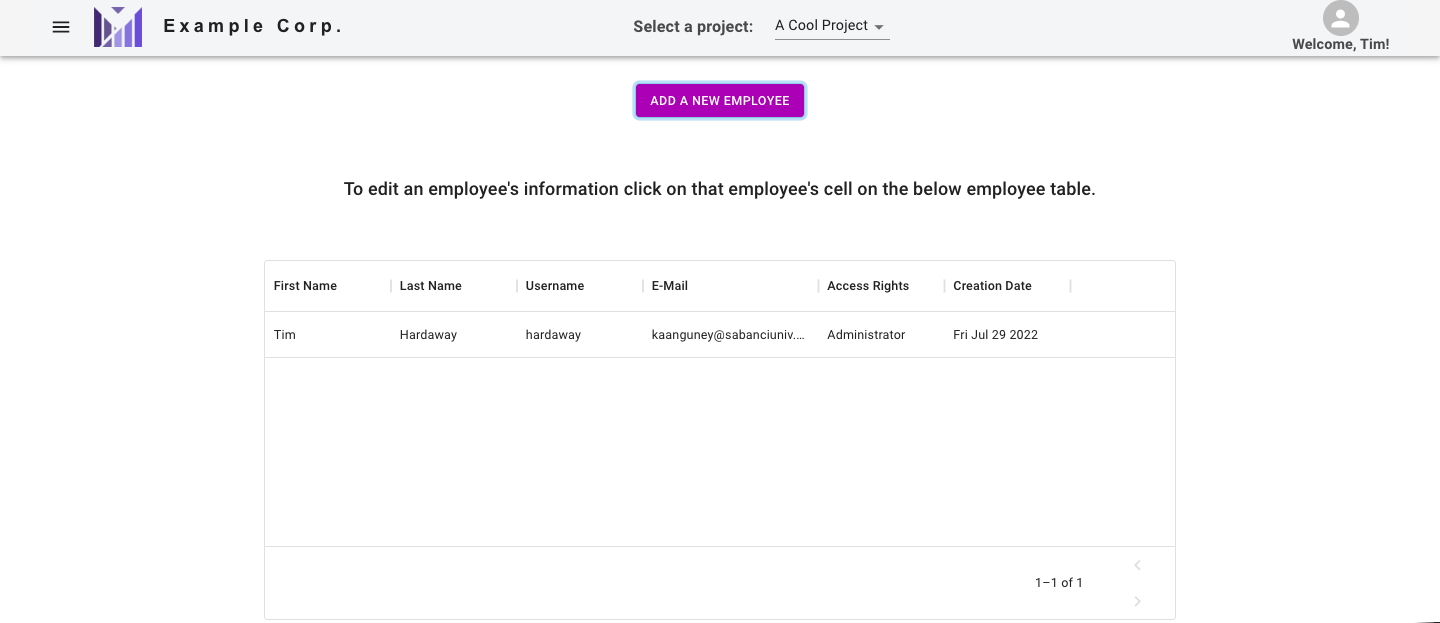 Example Corp.
Select a project: A Cool Project
Welcome, Tim!
ADD A NEW EMPLOYEE
To edit an employee's information click on that employee's cell on the below employee table.
First Name Last Name Username E-Mail Access Rights Creation Date
Tim Hardaway hardaway kaanguney@sabanciuniv.... Administrator Fri Jul 29 2022
1–1 of 1